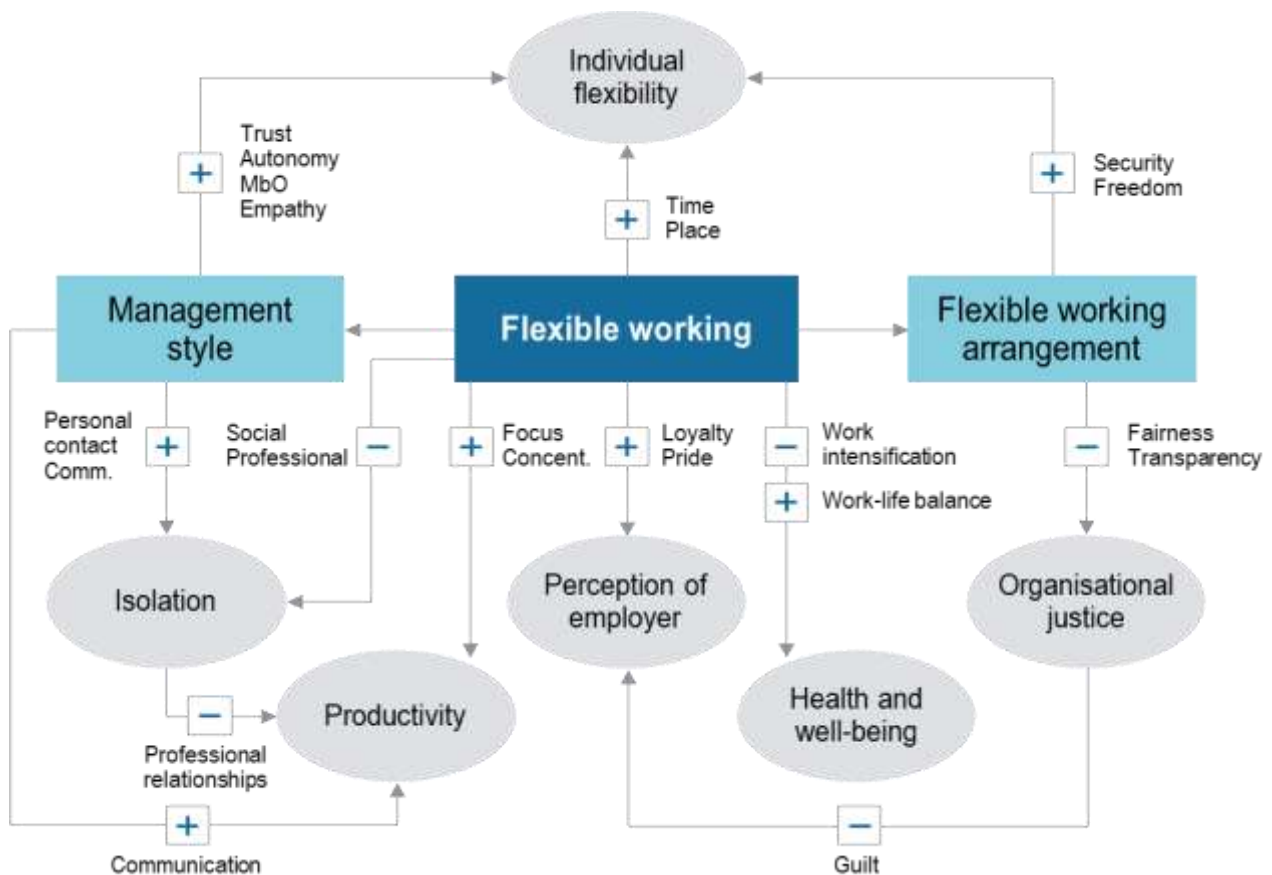 Individual
flexibility
Trust
Autonomy
MbO
Empathy
+
Time
Place
+
Security
Freedom
+
Management
style
Flexible working
Flexible working
arrangement
Personal
contact
Comm.
+
Social
Professional
−
+
Focus
Concent.
+
Loyalty
Pride
−
Work
intensification
+
Work-life balance
−
Fairness
Transparency
Isolation
Perception of
employer
Organisational
justice
Productivity
Health and
well-being
−
Professional
relationships
+
Communication
−
Guilt